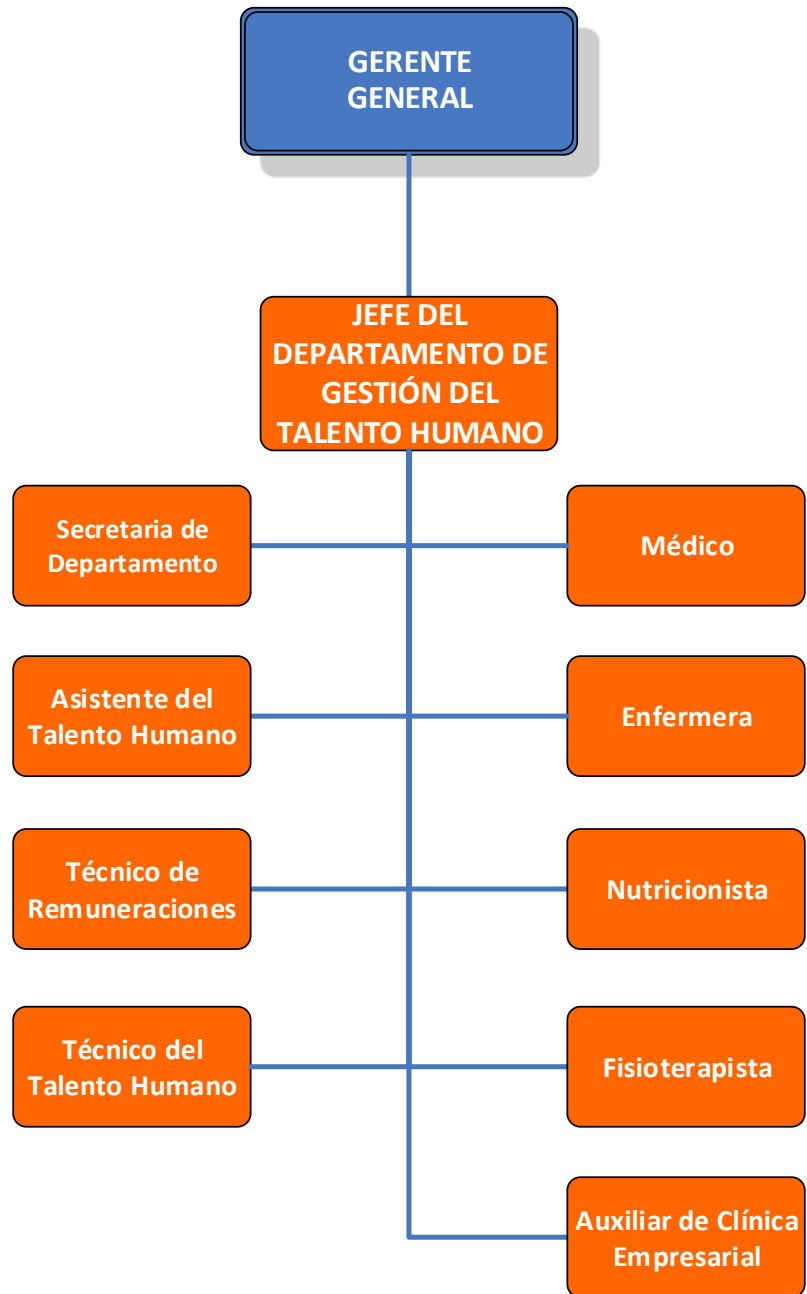 GERENTE
GENERAL
JEFE DEL
DEPARTAMENTO DE
GESTIÓN DEL
TALENTO HUMANO
Secretaria de
Departamento
Médico
Asistente del
Talento Humano
Enfermera
Técnico de
Remuneraciones
Nutricionista
Técnico del
Talento Humano
Fisioterapista
Auxiliar de Clínica
Empresarial